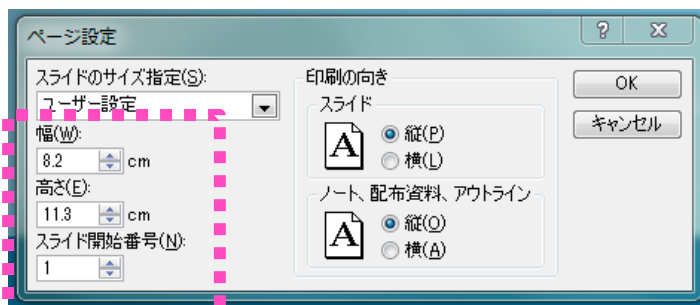 ページ設定
スライドのサイズ指定(S):
ユーザー設定
幅(W):
8.2 cm
高さ(E):
11.3 cm
スライド開始番号(N):
1
印刷の向き
スライド
A
縦(P)
横(L)
ノート、配布資料、アウトライン
A
縦(O)
横(A)
OK
キャンセル